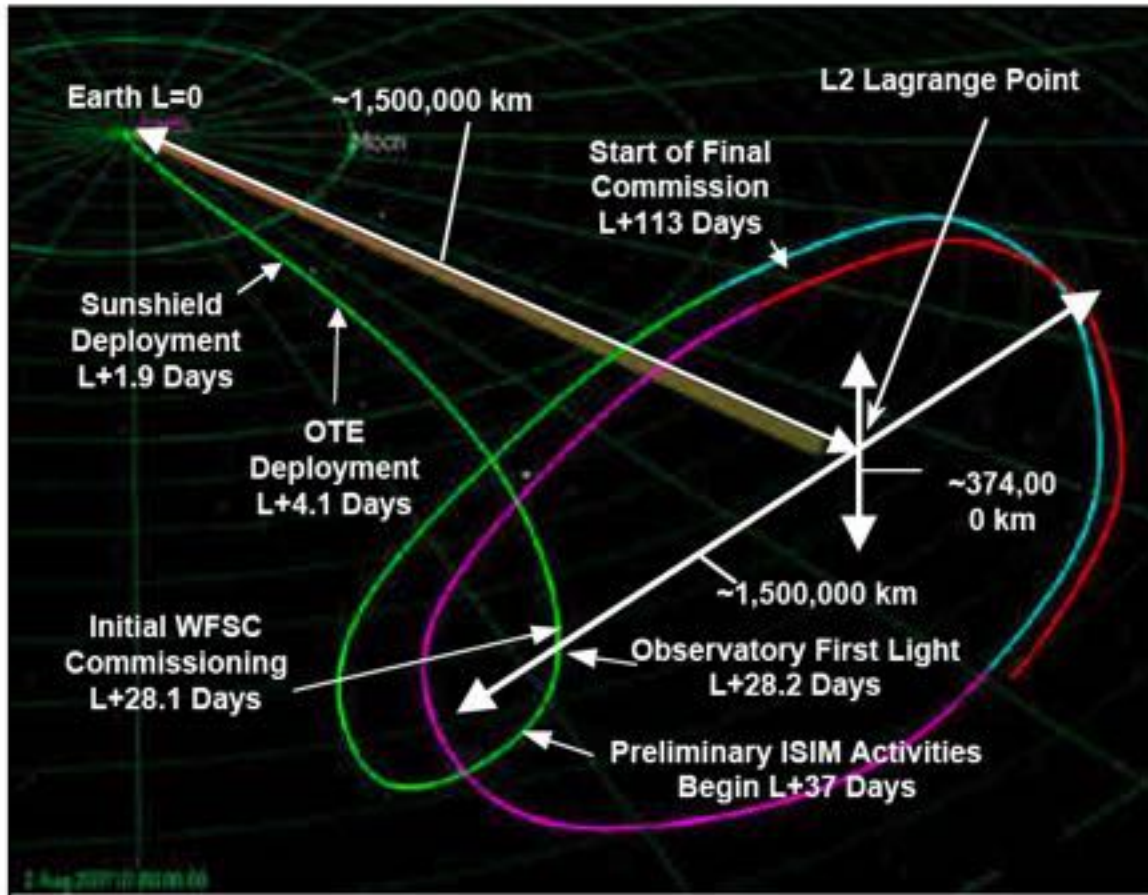 Earth L=0
~1,500,000 km
L2 Lagrange Point
Moon
Start of Final
Commission
L+113 Days
Sunshield
Deployment
L+1.9 Days
OTE
Deployment
L+4.1 Days
~374,00
0 km
~1,500,000 km
Initial WFSC
Commissioning
L+28.1 Days
Observatory First Light
L+28.2 Days
Preliminary ISIM Activities
Begin L+37 Days